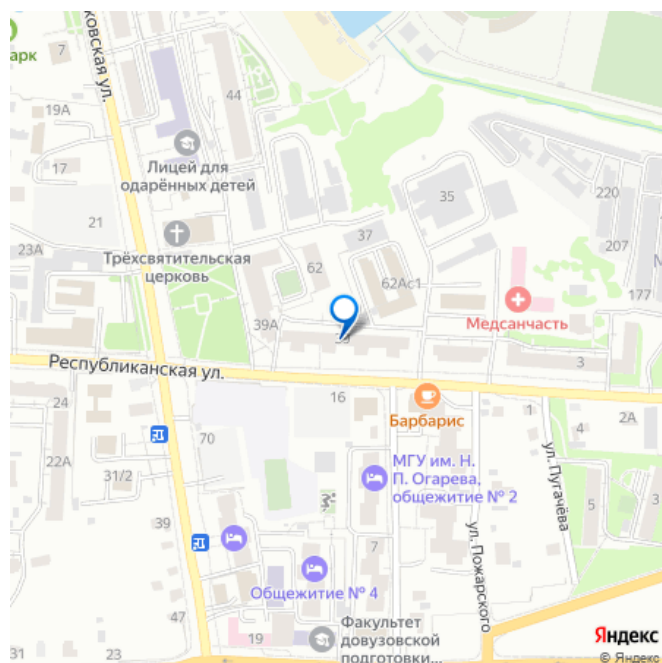 ковская ул.
арк
7
44
19А
Лицей для
одарённых детей
17
35
220
21
37
207
Трёхсвятительская
церковь
23А
62
62Ас1
177
М
Медсанчасть
39А
Республиканская ул.
3
16
24
Барбарис
1
2А
4
70
22А
31/2
МГУ им. Н.
П. Огарева,
общежитие № 2
ул. Пугачёва
5
3
39
ул. Пожарского
7
Общежитие № 4
47
19
Факультет
довузовской
подготовки...
Яндекс
© Яндекс